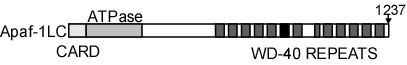 1237
ATPase
Apaf-1LC
CARD
WD-40 REPEATS